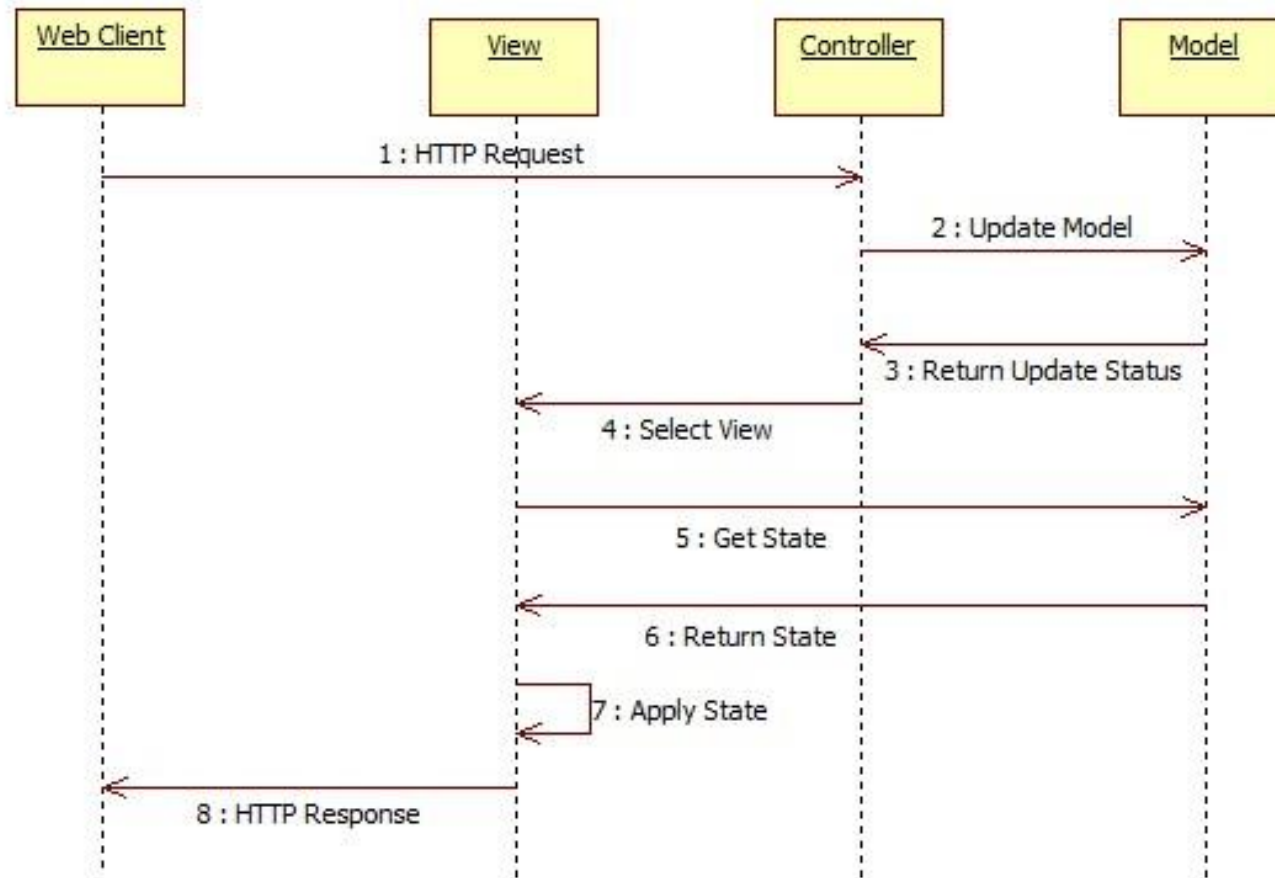 Web Client
View
Controller
Model
1 : HTTP Request
2 : Update Model
3 : Return Update Status
4 : Select View
5 : Get State
6 : Return State
7 : Apply State
8 : HTTP Response